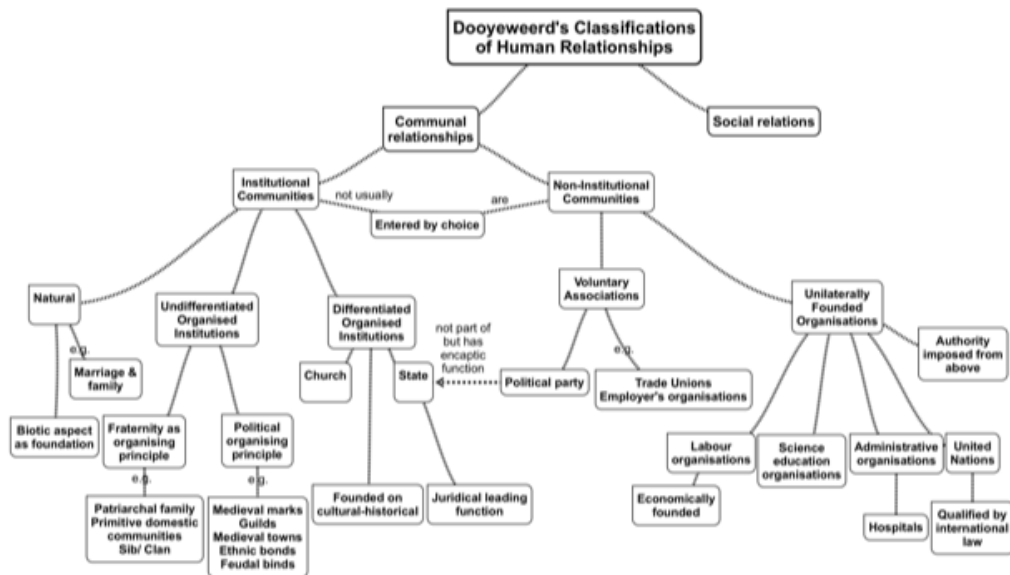 Dooyeweerd's Classifications
of Human Relationships
Communal
relationships
Social relations
Institutional
Communities
not usually
are
Entered by choice
Non-Institutional
Communities
Natural
e.g.
Marriage &
family
Biotic aspect
as foundation
Undifferentiated
Organised
Institutions
Fraternity as
organising
principle
e.g.
Patriarchal family
Primitive domestic
communities
Sib/ Clan
Political
organising
principle
e.g.
Medieval marks
Guilds
Medieval towns
Ethnic bonds
Feudal binds
Differentiated
Organised
Institutions
Church
State
Founded on
cultural-historical
Juridical leading
function
not part of
but has
encaptic
function
Voluntary
Associations
Political party
e.g.
Trade Unions
Employer's organisations
Unilaterally
Founded
Organisations
Authority
imposed from
above
Labour
organisations
Economically
founded
Science
education
organisations
Administrative
organisations
Hospitals
United
Nations
Qualified by
international
law